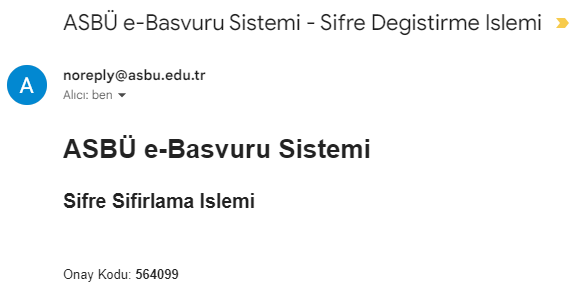 ASBÜ e-Basvuru Sistemi - Sifre Degistirme Islemi
A
noreply@asbu.edu.tr
Alıcı: ben
ASBÜ e-Basvuru Sistemi
Sifre Sifirlama Islemi
Onay Kodu: 564099